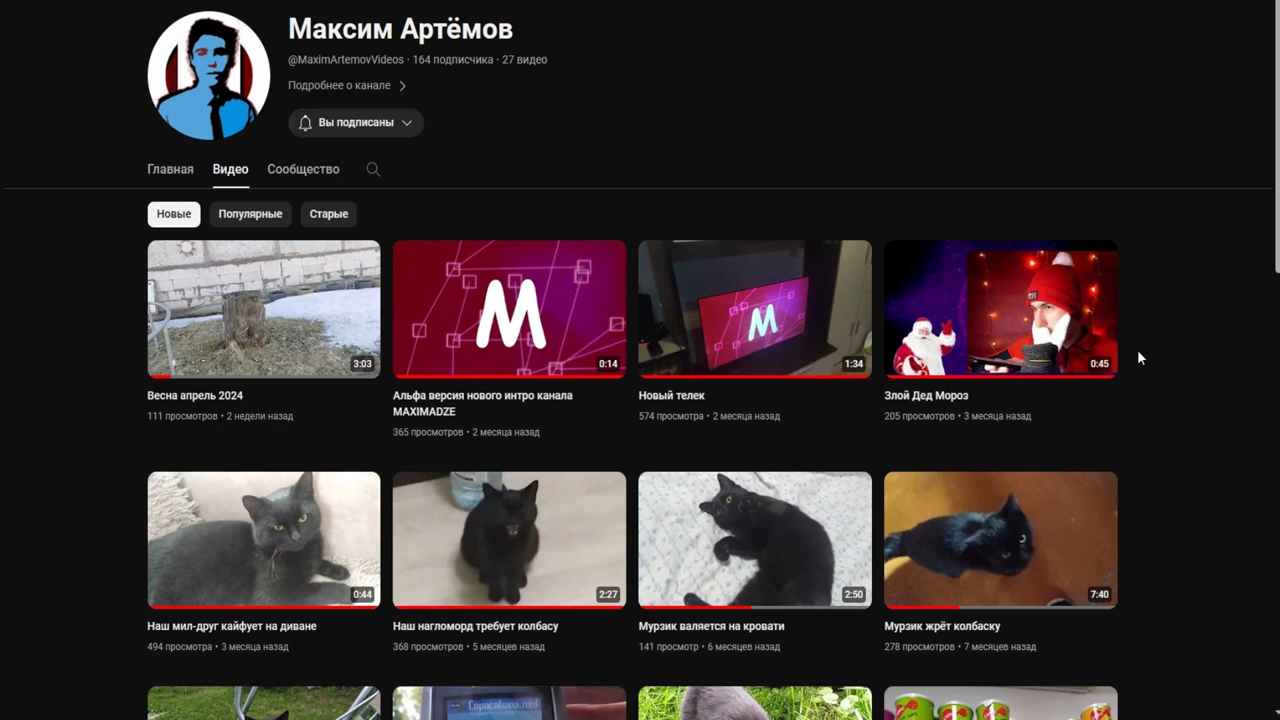 Максим Артёмов
@MaximArtemovVideos · 164 подписчика · 27 видео
Подробнее о канале
Вы подписаны
Главная Видео Сообщество
Новые Популярные Старые
3:03 0:14 1:34 0:45
M
M
Весна апрель 2024
111 просмотров • 2 недели назад
Альфа версия нового интро канала
MAXIMADZE
365 просмотров • 2 месяца назад
Новый телек
574 просмотра • 2 месяца назад
Злой Дед Мороз
205 просмотров • 3 месяца назад
0:44 2:27 2:50 7:40
Наш мил-друг кайфует на диване
494 просмотра • 3 месяца назад
Наш нагломорд требует колбасу
368 просмотров • 5 месяцев назад
Мурзик валяется на кровати
141 просмотр • 6 месяцев назад
Мурзик жрёт колбаску
278 просмотров • 7 месяцев назад
Copacabana.mid